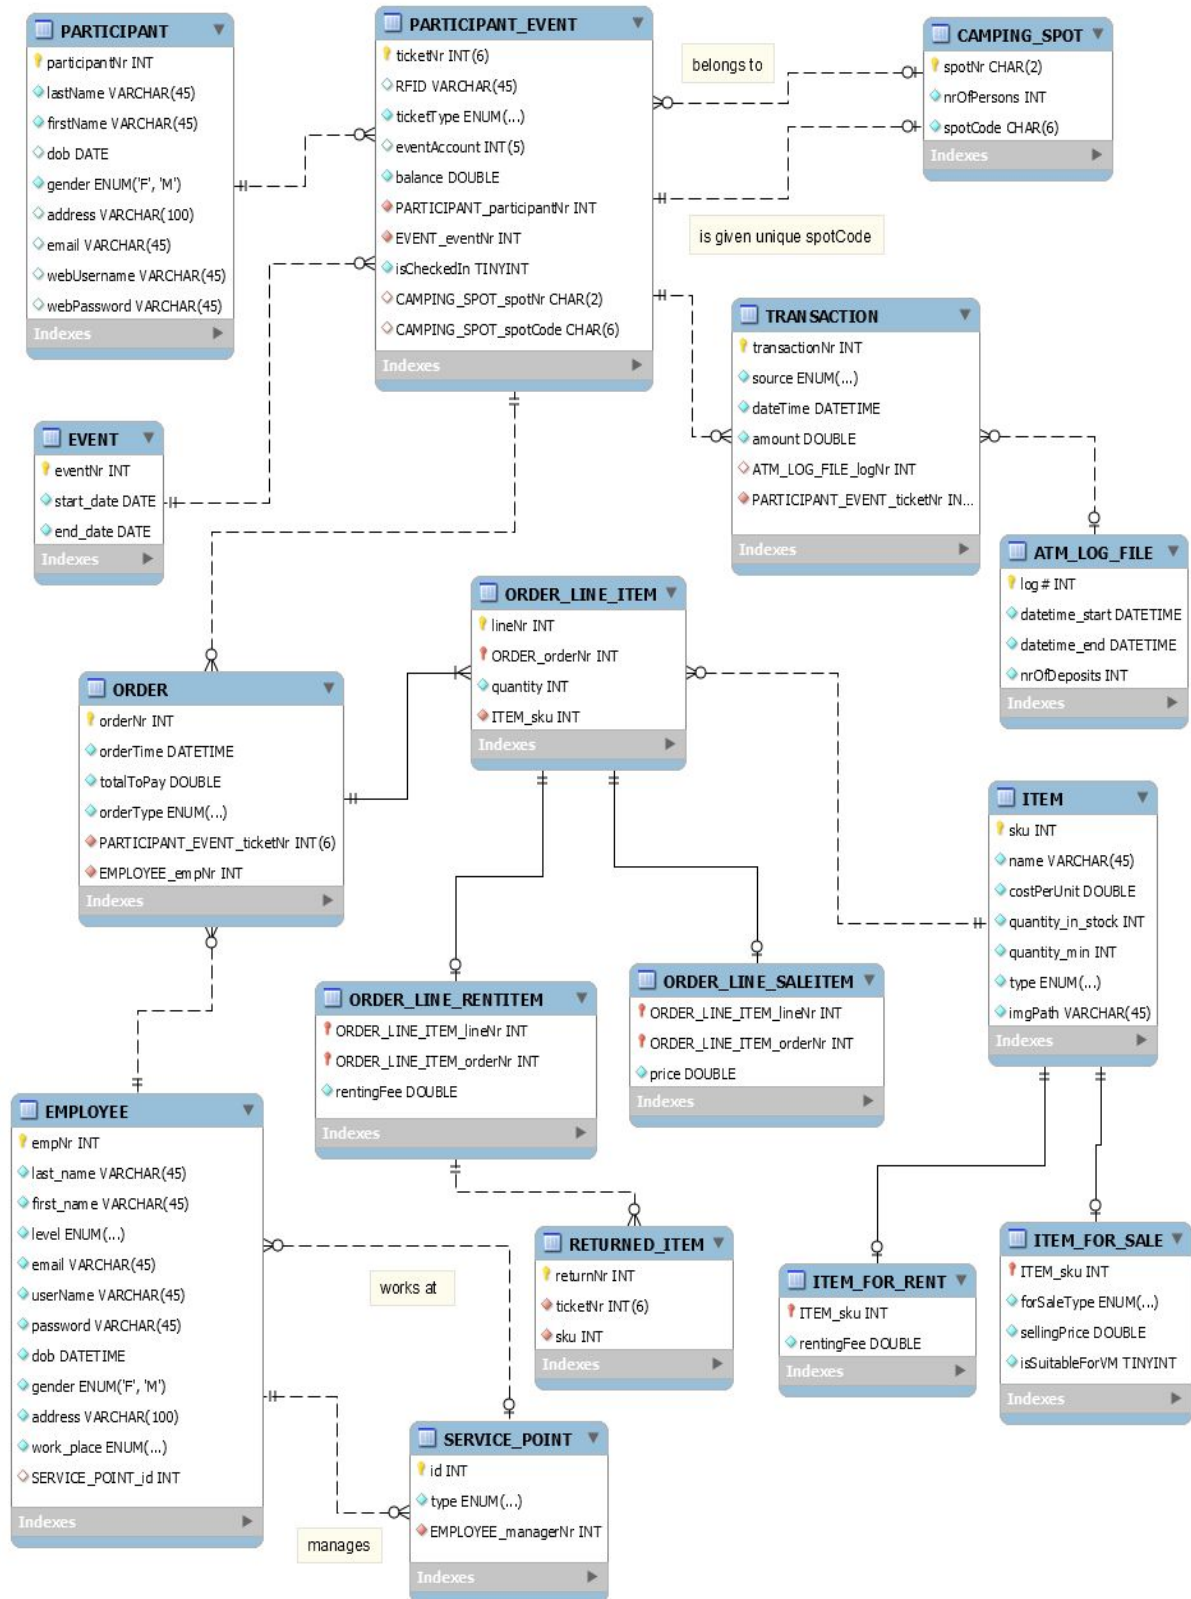 PARTICIPANT
participantNr INT
lastName VARCHAR(45)
firstName VARCHAR(45)
dob DATE
gender ENUM('F', 'M')
address VARCHAR(100)
email VARCHAR(45)
webUsername VARCHAR(45)
webPassword VARCHAR(45)
Indexes
PARTICIPANT_EVENT
ticketNr INT(6)
RFID VARCHAR(45)
ticketType ENUM(...)
eventAccount INT(5)
balance DOUBLE
PARTICIPANT_participantNr INT
EVENT_eventNr INT
isCheckedIn TINYINT
CAMPING_SPOT_spotNr CHAR(2)
CAMPING_SPOT_spotCode CHAR(6)
Indexes
belongs to
CAMPING_SPOT
spotNr CHAR(2)
nrOfPersons INT
spotCode CHAR(6)
Indexes
is given unique spotCode
TRANSACTION
transactionNr INT
source ENUM(...)
dateTime DATETIME
amount DOUBLE
ATM_LOG_FILE_logNr INT
PARTICIPANT_EVENT_ticketNr IN...
Indexes
EVENT
eventNr INT
start_date DATE
end_date DATE
Indexes
ATM_LOG_FILE
log# INT
datetime_start DATETIME
datetime_end DATETIME
nrOfDeposits INT
Indexes
ORDER_LINE_ITEM
lineNr INT
ORDER_orderNr INT
quantity INT
ITEM_sku INT
Indexes
ORDER
orderNr INT
orderTime DATETIME
totalToPay DOUBLE
orderType ENUM(...)
PARTICIPANT_EVENT_ticketNr INT(6)
EMPLOYEE_empNr INT
Indexes
ITEM
sku INT
name VARCHAR(45)
costPerUnit DOUBLE
quantity_in_stock INT
quantity_min INT
type ENUM(...)
imgPath VARCHAR(45)
Indexes
ORDER_LINE_RENTITEM
ORDER_LINE_ITEM_lineNr INT
ORDER_LINE_ITEM_orderNr INT
rentingFee DOUBLE
Indexes
ORDER_LINE_SALEITEM
ORDER_LINE_ITEM_lineNr INT
ORDER_LINE_ITEM_orderNr INT
price DOUBLE
Indexes
EMPLOYEE
empNr INT
last_name VARCHAR(45)
first_name VARCHAR(45)
level ENUM(...)
email VARCHAR(45)
userName VARCHAR(45)
password VARCHAR(45)
dob DATETIME
gender ENUM('F', 'M')
address VARCHAR(100)
work_place ENUM(...)
SERVICE_POINT_id INT
Indexes
works at
RETURNED_ITEM
returnNr INT
ticketNr INT(6)
sku INT
Indexes
ITEM_FOR_RENT
ITEM_sku INT
rentingFee DOUBLE
Indexes
ITEM_FOR_SALE
ITEM_sku INT
forSaleType ENUM(...)
sellingPrice DOUBLE
isSuitableForVM TINYINT
Indexes
SERVICE_POINT
id INT
type ENUM(...)
EMPLOYEE_managerNr INT
Indexes
manages